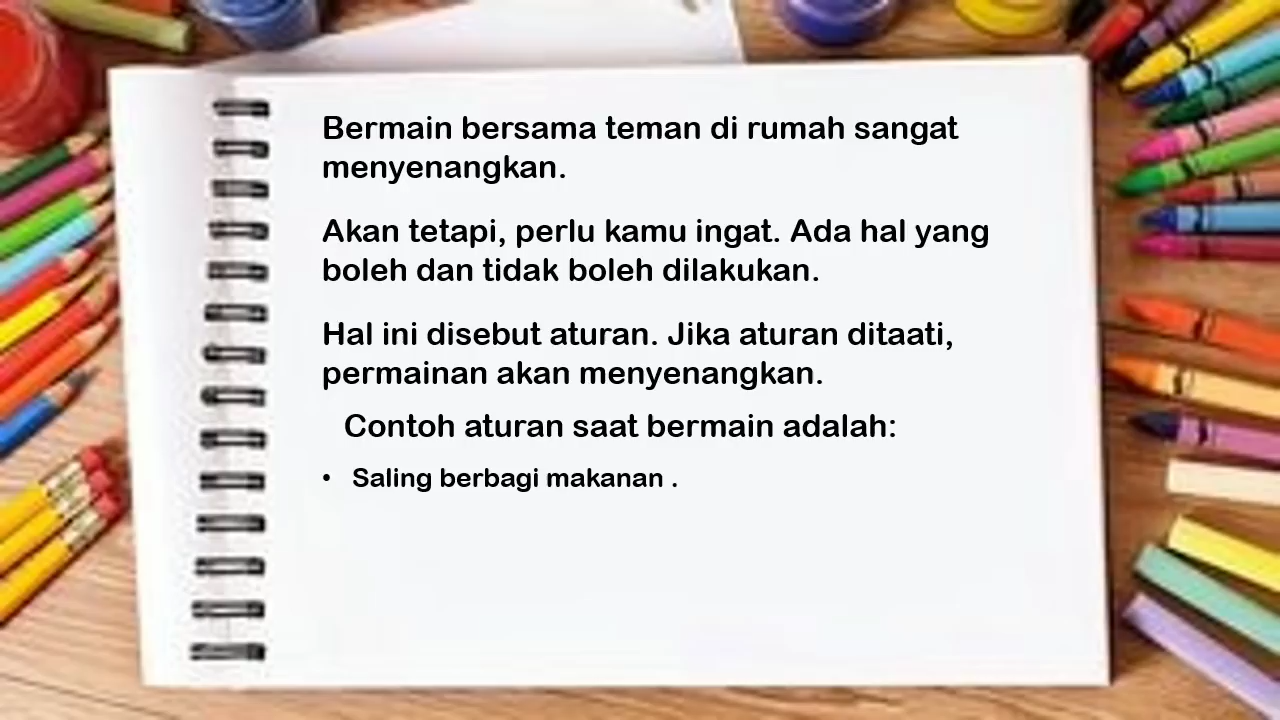 Bermain bersama teman di rumah sangat
menyenangkan.
Akan tetapi, perlu kamu ingat. Ada hal yang
boleh dan tidak boleh dilakukan.
Hal ini disebut aturan. Jika aturan ditaati,
permainan akan menyenangkan.
Contoh aturan saat bermain adalah:
• Saling berbagi makanan .